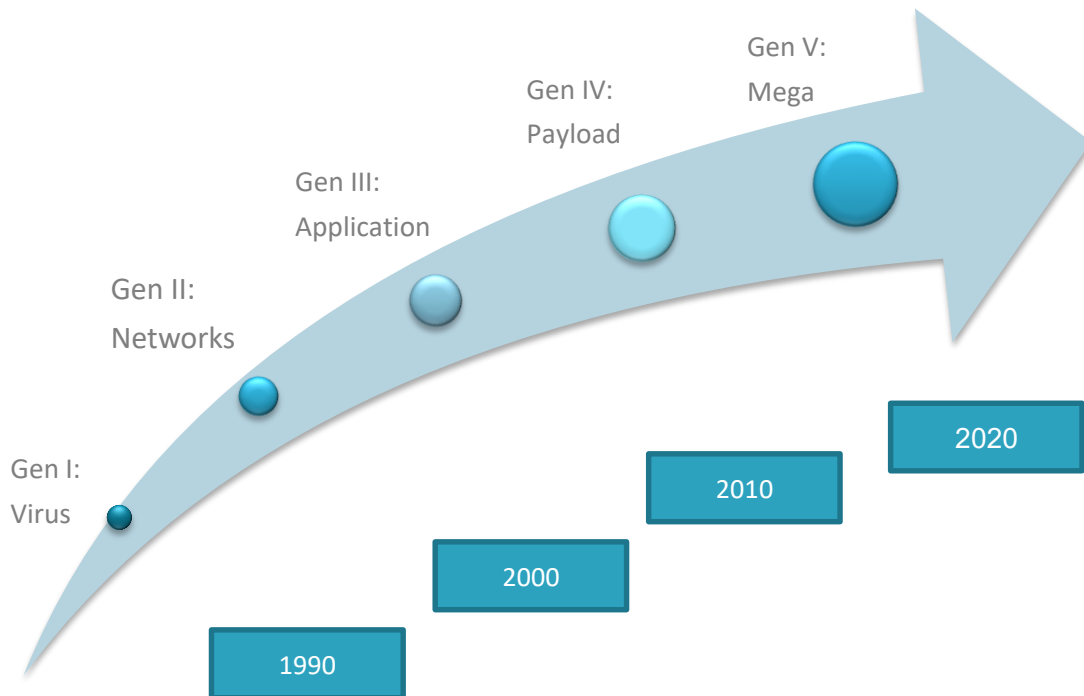 Gen I:
Virus
Gen II:
Networks
Gen III:
Application
Gen IV:
Payload
Gen V:
Mega
1990
2000
2010
2020